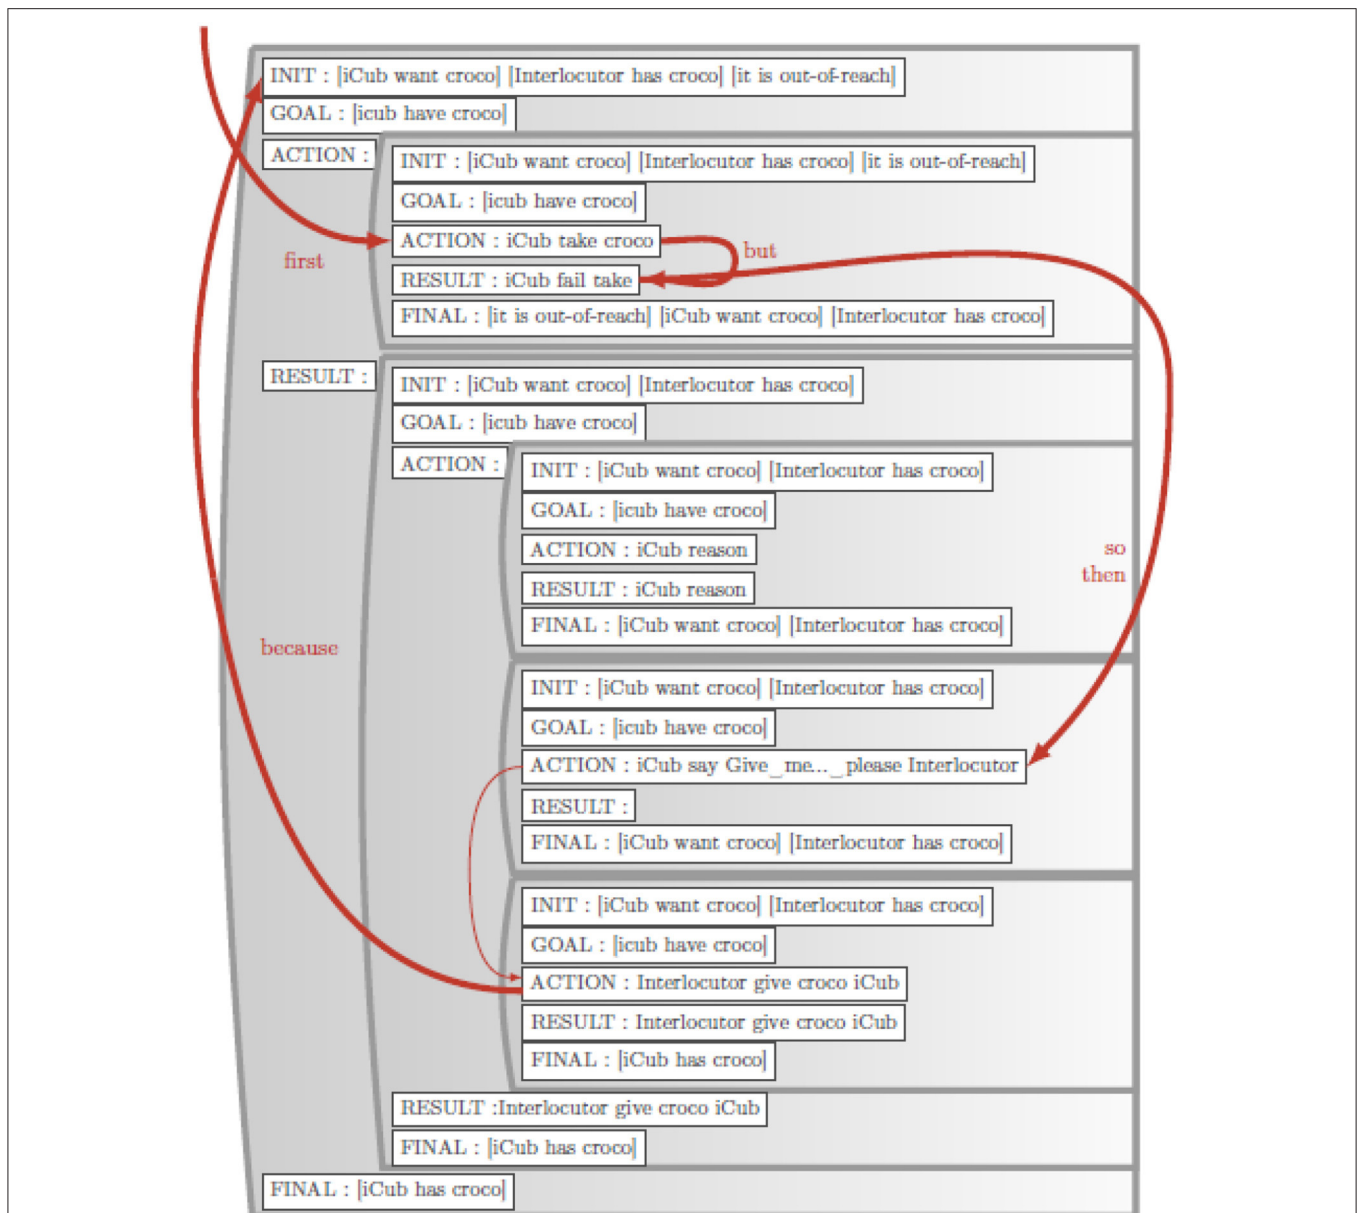 INIT : [iCub want croco] [Interlocutor has croco] [it is out-of-reach]
GOAL : [icub have croco]
ACTION :
INIT : [iCub want croco] [Interlocutor has croco] [it is out-of-reach]
GOAL : [icub have croco]
ACTION : iCub take croco
but
first
RESULT : iCub fail take
FINAL : [it is out-of-reach] [iCub want croco] [Interlocutor has croco]
RESULT :
INIT : [iCub want croco] [Interlocutor has croco]
GOAL : [icub have croco]
ACTION :
INIT : [iCub want croco] [Interlocutor has croco]
GOAL : [icub have croco]
ACTION : iCub reason
so
then
RESULT : iCub reason
FINAL : [iCub want croco] [Interlocutor has croco]
because
INIT : [iCub want croco] [Interlocutor has croco]
GOAL : [icub have croco]
ACTION : iCub say Give_me..._please Interlocutor
RESULT :
FINAL : [iCub want croco] [Interlocutor has croco]
INIT : [iCub want croco] [Interlocutor has croco]
GOAL : [icub have croco]
ACTION : Interlocutor give croco iCub
RESULT : Interlocutor give croco iCub
FINAL : [iCub has croco]
RESULT :Interlocutor give croco iCub
FINAL : [iCub has croco]
FINAL : [iCub has croco]